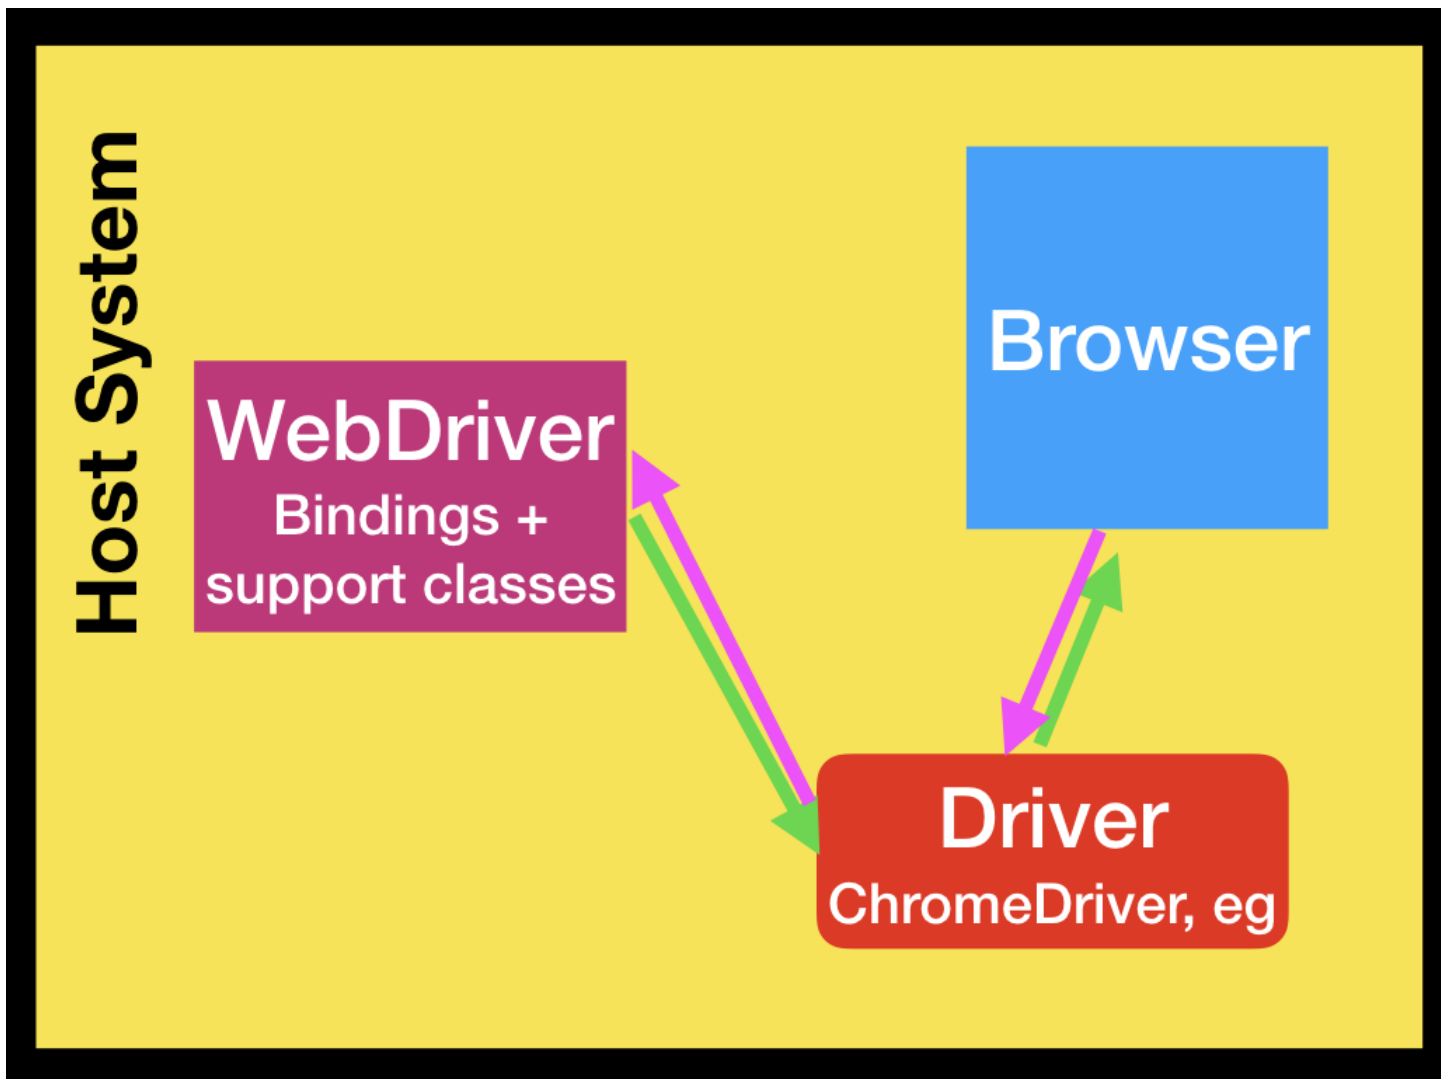 Host System
WebDriver
Bindings +
support classes
Browser
Driver
ChromeDriver, eg